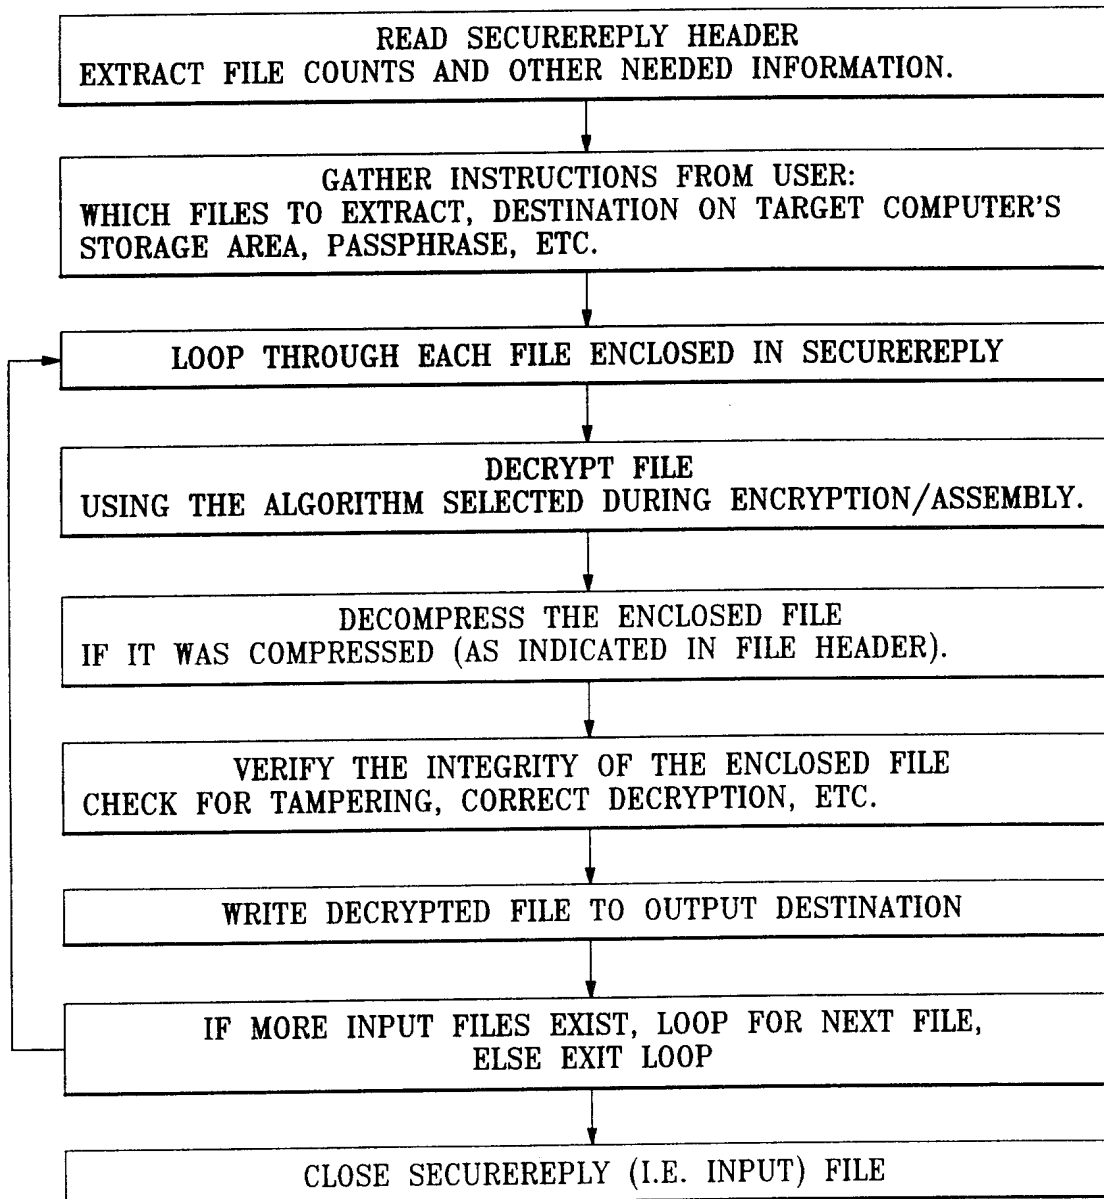 READ SECUREREPLY HEADER
EXTRACT FILE COUNTS AND OTHER NEEDED INFORMATION.
GATHER INSTRUCTIONS FROM USER:
WHICH FILES TO EXTRACT, DESTINATION ON TARGET COMPUTER'S
STORAGE AREA, PASSPHRASE, ETC.
LOOP THROUGH EACH FILE ENCLOSED IN SECUREREPLY
DECRYPT FILE
USING THE ALGORITHM SELECTED DURING ENCRYPTION/ASSEMBLY.
DECOMPRESS THE ENCLOSED FILE
IF IT WAS COMPRESSED (AS INDICATED IN FILE HEADER).
VERIFY THE INTEGRITY OF THE ENCLOSED FILE
CHECK FOR TAMPERING, CORRECT DECRYPTION, ETC.
WRITE DECRYPTED FILE TO OUTPUT DESTINATION
IF MORE INPUT FILES EXIST, LOOP FOR NEXT FILE,
ELSE EXIT LOOP
CLOSE SECUREREPLY (I.E. INPUT) FILE